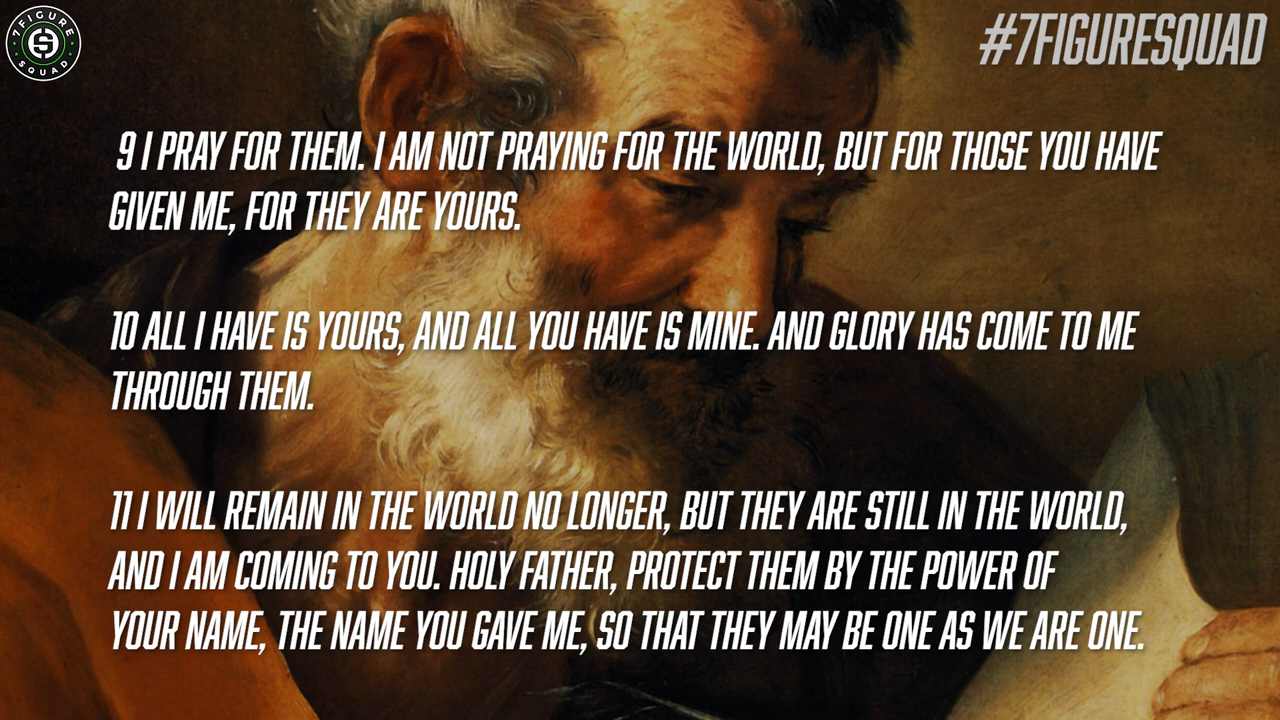 7FIGURE
SQUAD
#7FIGURESQUAD
9 I PRAY FOR THEM. I AM NOT PRAYING FOR THE WORLD, BUT FOR THOSE YOU HAVE
GIVEN ME, FOR THEY ARE YOURS.
10 ALL I HAVE IS YOURS, AND ALL YOU HAVE IS MINE. AND GLORY HAS COME TO ME
THROUGH THEM.
11 I WILL REMAIN IN THE WORLD NO LONGER, BUT THEY ARE STILL IN THE WORLD,
AND I AM COMING TO YOU. HOLY FATHER, PROTECT THEM BY THE POWER OF
YOUR NAME, THE NAME YOU GAVE ME, SO THAT THEY MAY BE ONE AS WE ARE ONE.